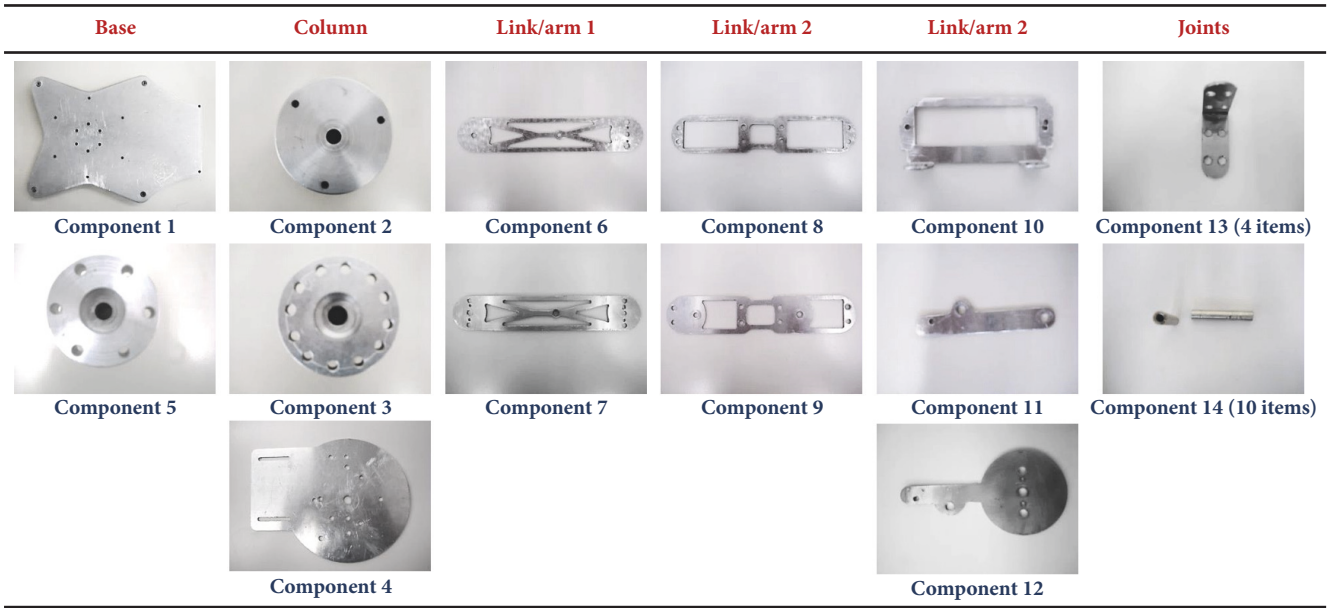 Base Column Link/arm 1 Link/arm 2 Link/arm 2 Joints
Component 1 Component 2 Component 6 Component 8 Component 10 Component 13 (4 items)
Component 5 Component 3 Component 7 Component 9 Component 11 Component 14 (10 items)
Component 4 Component 12